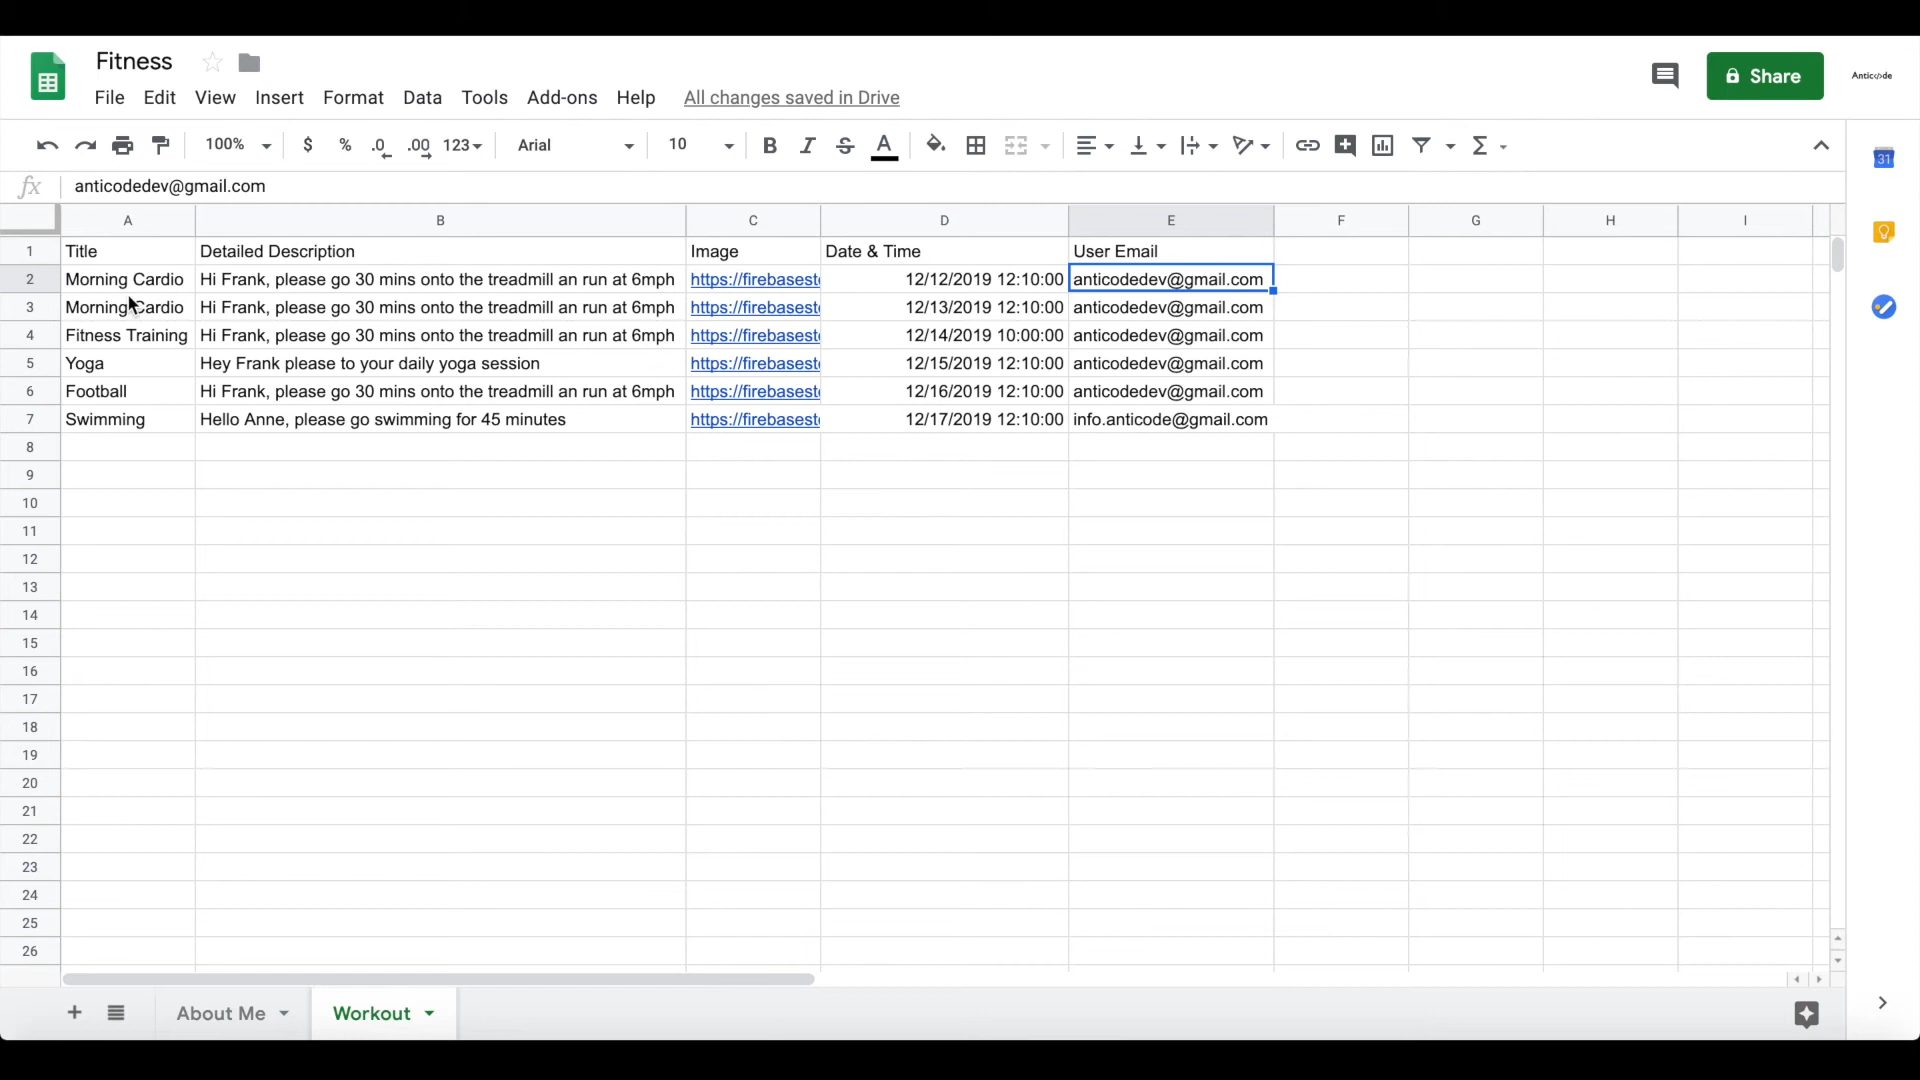 Fitness
File Edit View Insert Format Data Tools Add-ons Help All changes saved in Drive
Share
Anticode
100% $ % .0 .00 123 Arial 10 B I S A Σ
31
fx anticodedev@gmail.com
A B C D E F G H I
1 Title Detailed Description Image Date & Time User Email
2 Morning Cardio Hi Frank, please go 30 mins onto the treadmill an run at 6mph https://firebasest 12/12/2019 12:10:00 anticodedev@gmail.com
3 Morning Cardio Hi Frank, please go 30 mins onto the treadmill an run at 6mph https://firebasest 12/13/2019 12:10:00 anticodedev@gmail.com
4 Fitness Training Hi Frank, please go 30 mins onto the treadmill an run at 6mph https://firebasest 12/14/2019 10:00:00 anticodedev@gmail.com
5 Yoga Hey Frank please to your daily yoga session https://firebasest 12/15/2019 12:10:00 anticodedev@gmail.com
6 Football Hi Frank, please go 30 mins onto the treadmill an run at 6mph https://firebasest 12/16/2019 12:10:00 anticodedev@gmail.com
7 Swimming Hello Anne, please go swimming for 45 minutes https://firebasest 12/17/2019 12:10:00 info.anticode@gmail.com
8
9
10
11
12
13
14
15
16
17
18
19
20
21
22
23
24
25
26
+ About Me Workout